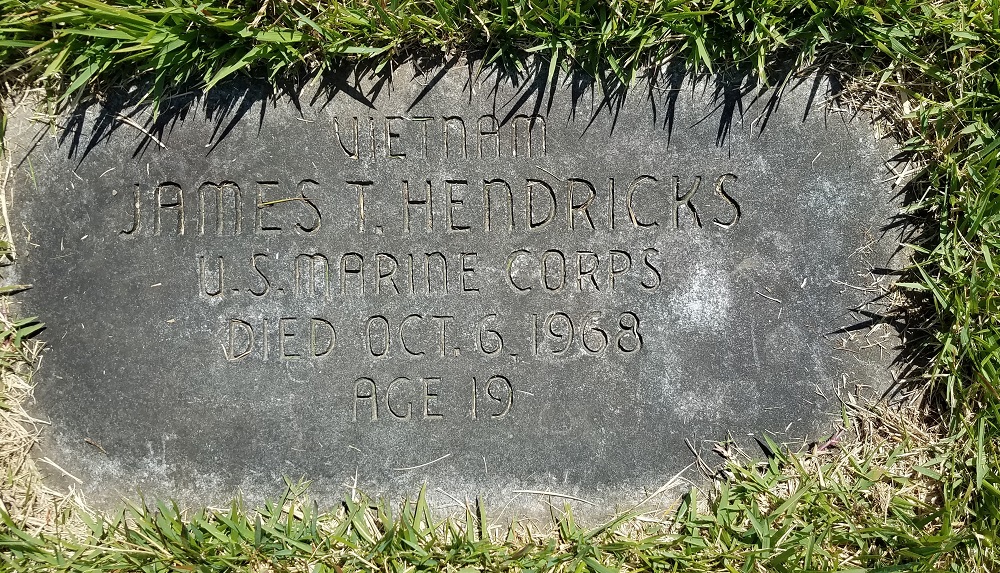 VIETNAM
JAMES T. HENDRICKS
U.S. MARINE CORPS
DIED OCT. 6, 1968
AGE 19